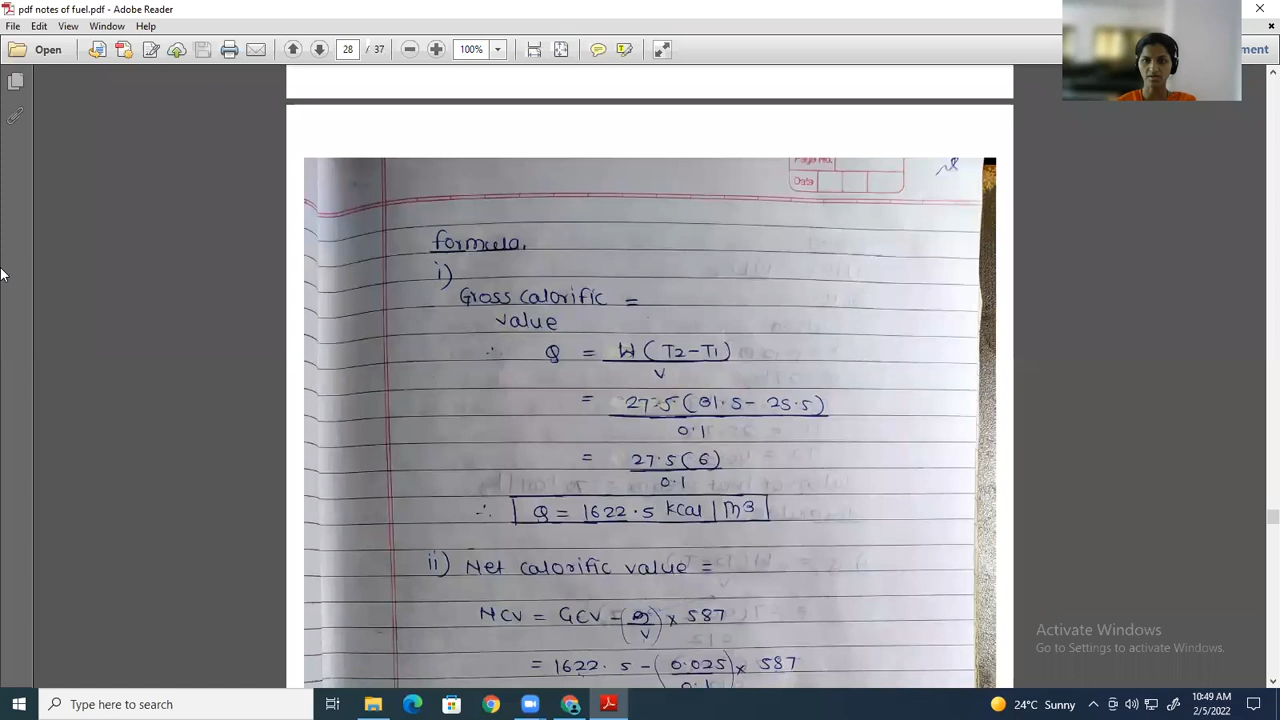 pdf notes of fuel.pdf - Adobe Reader
File Edit View Window Help
Open 28 / 37 100% ment
Page No.
Date
formula.
i)
Gross calorific =
value
∴ Q = W(T2-T1)
V
= 27.5(31.5-25.5)
0.1
= 27.5(6)
0.1
∴ Q = 1622.5 kcal|m3
ii) Net calorific value =
NCV = GCV-(m/v)×587
= 1622.5-(0.025/0.1)×587
Activate Windows
Go to Settings to activate Windows.
Type here to search
24°C Sunny
10:49 AM
2/5/2022